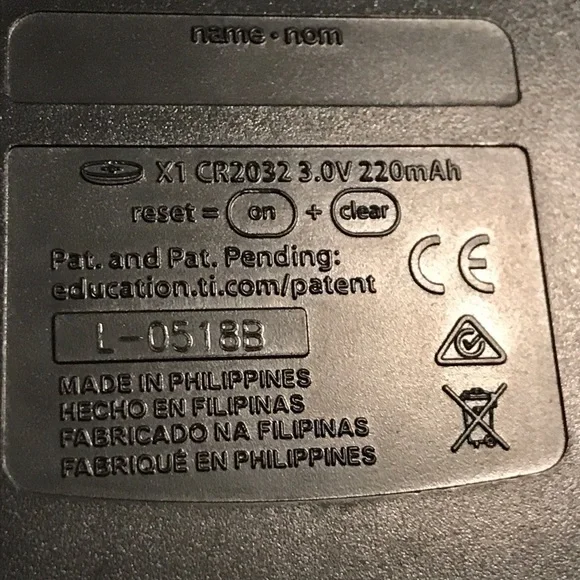 name • nom
X1 CR2032 3.0V 220mAh
reset = on + clear
Pat. and Pat. Pending:
education.ti.com/patent
CE
L-0518B
MADE IN PHILIPPINES
HECHO EN FILIPINAS
FABRICADO NA FILIPINAS
FABRIQUÉ EN PHILIPPINES